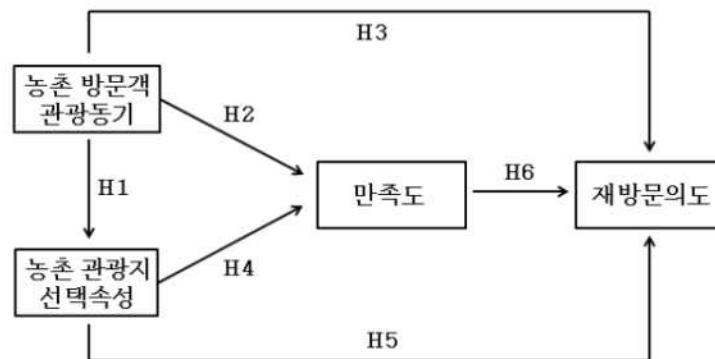 H3
농촌 방문객
관광동기
H2
H1
만족도
H6
재방문의도
농촌 관광지
선택속성
H4
H5